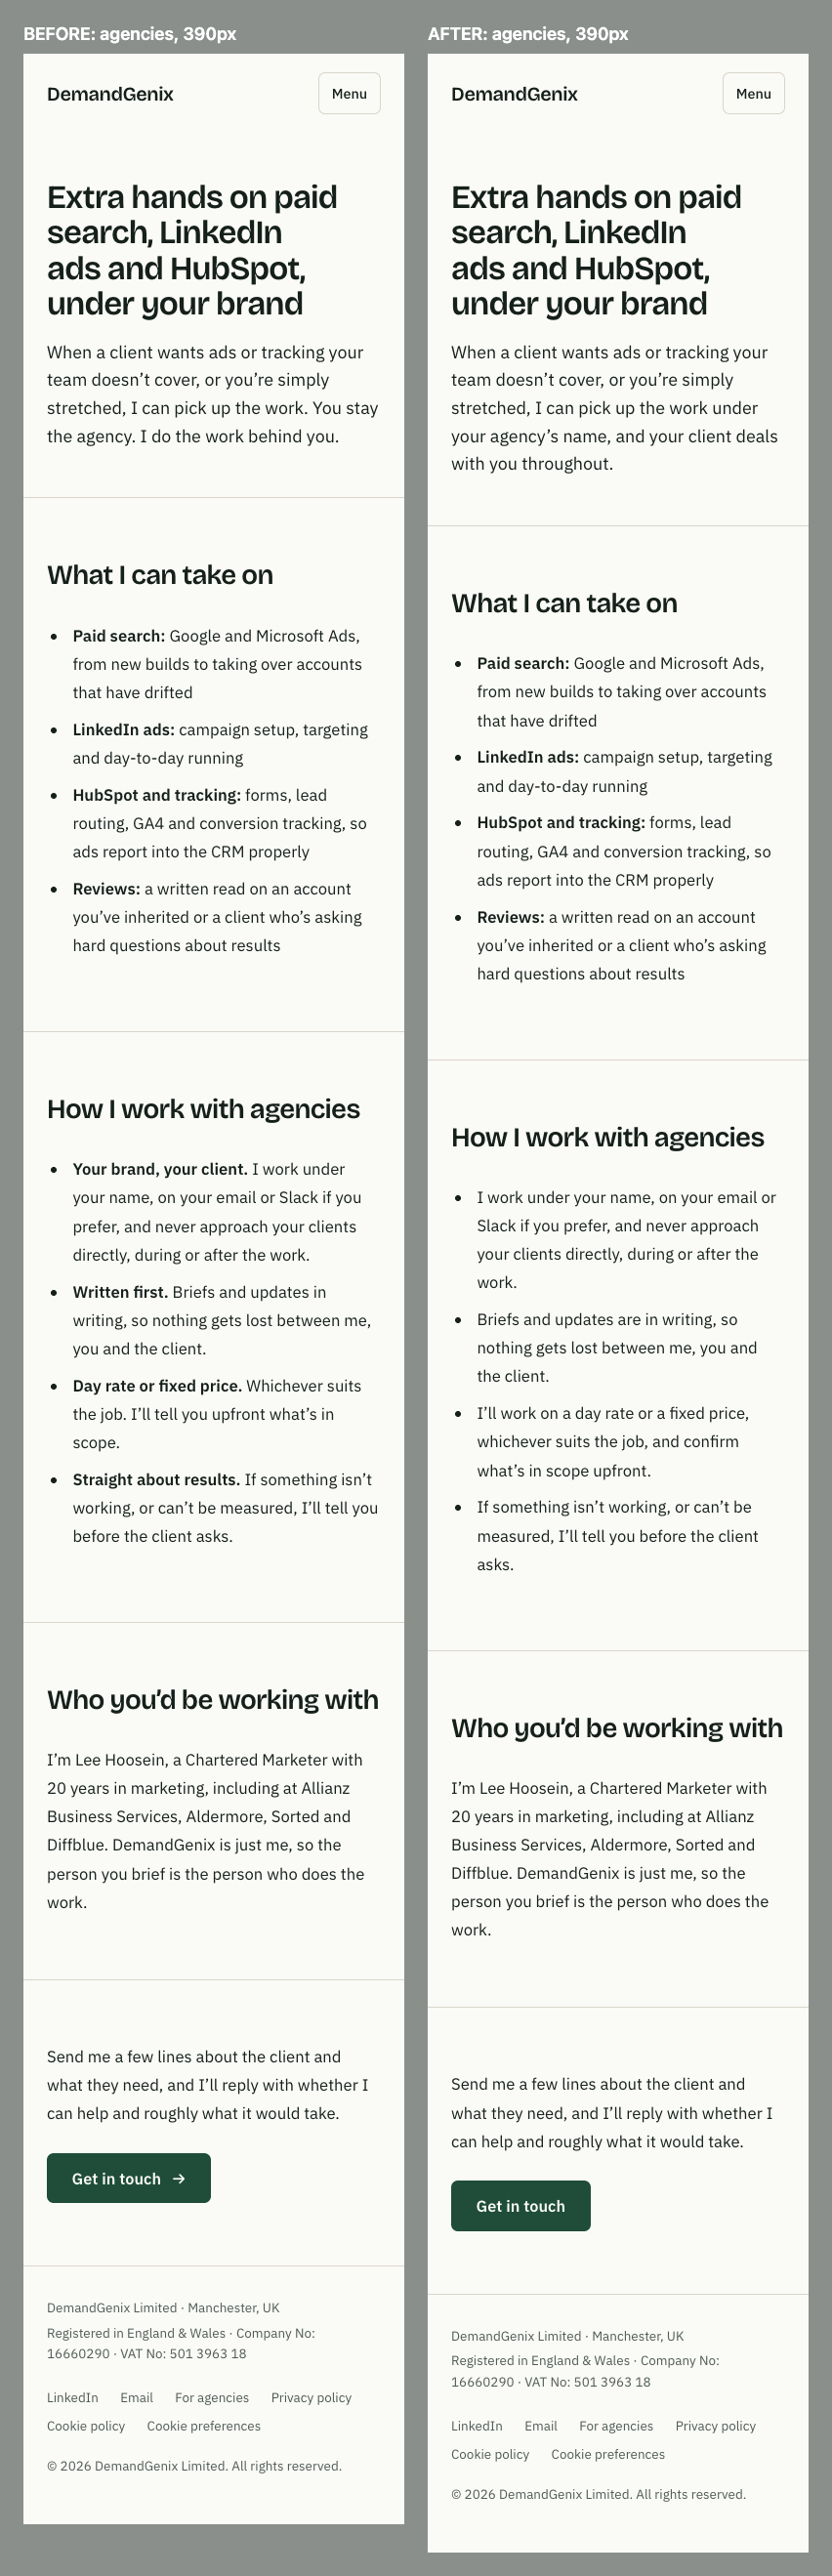 BEFORE: agencies, 390px
DemandGenix
Menu
Extra hands on paid
search, LinkedIn
ads and HubSpot,
under your brand
When a client wants ads or tracking your
team doesn’t cover, or you’re simply
stretched, I can pick up the work. You stay
the agency. I do the work behind you.
What I can take on
• Paid search: Google and Microsoft Ads,
from new builds to taking over accounts
that have drifted
• LinkedIn ads: campaign setup, targeting
and day-to-day running
• HubSpot and tracking: forms, lead
routing, GA4 and conversion tracking, so
ads report into the CRM properly
• Reviews: a written read on an account
you’ve inherited or a client who’s asking
hard questions about results
How I work with agencies
• Your brand, your client. I work under
your name, on your email or Slack if you
prefer, and never approach your clients
directly, during or after the work.
• Written first. Briefs and updates in
writing, so nothing gets lost between me,
you and the client.
• Day rate or fixed price. Whichever suits
the job. I’ll tell you upfront what’s in
scope.
• Straight about results. If something isn’t
working, or can’t be measured, I’ll tell you
before the client asks.
Who you’d be working with
I’m Lee Hoosein, a Chartered Marketer with
20 years in marketing, including at Allianz
Business Services, Aldermore, Sorted and
Diffblue. DemandGenix is just me, so the
person you brief is the person who does the
work.
Send me a few lines about the client and
what they need, and I’ll reply with whether I
can help and roughly what it would take.
Get in touch →
DemandGenix Limited · Manchester, UK
Registered in England & Wales · Company No:
16660290 · VAT No: 501 3963 18
LinkedIn Email For agencies Privacy policy
Cookie policy Cookie preferences
© 2026 DemandGenix Limited. All rights reserved.
AFTER: agencies, 390px
DemandGenix
Menu
Extra hands on paid
search, LinkedIn
ads and HubSpot,
under your brand
When a client wants ads or tracking your
team doesn’t cover, or you’re simply
stretched, I can pick up the work under
your agency’s name, and your client deals
with you throughout.
What I can take on
• Paid search: Google and Microsoft Ads,
from new builds to taking over accounts
that have drifted
• LinkedIn ads: campaign setup, targeting
and day-to-day running
• HubSpot and tracking: forms, lead
routing, GA4 and conversion tracking, so
ads report into the CRM properly
• Reviews: a written read on an account
you’ve inherited or a client who’s asking
hard questions about results
How I work with agencies
• I work under your name, on your email or
Slack if you prefer, and never approach
your clients directly, during or after the
work.
• Briefs and updates are in writing, so
nothing gets lost between me, you and
the client.
• I’ll work on a day rate or a fixed price,
whichever suits the job, and confirm
what’s in scope upfront.
• If something isn’t working, or can’t be
measured, I’ll tell you before the client
asks.
Who you’d be working with
I’m Lee Hoosein, a Chartered Marketer with
20 years in marketing, including at Allianz
Business Services, Aldermore, Sorted and
Diffblue. DemandGenix is just me, so the
person you brief is the person who does the
work.
Send me a few lines about the client and
what they need, and I’ll reply with whether I
can help and roughly what it would take.
Get in touch
DemandGenix Limited · Manchester, UK
Registered in England & Wales · Company No:
16660290 · VAT No: 501 3963 18
LinkedIn Email For agencies Privacy policy
Cookie policy Cookie preferences
© 2026 DemandGenix Limited. All rights reserved.